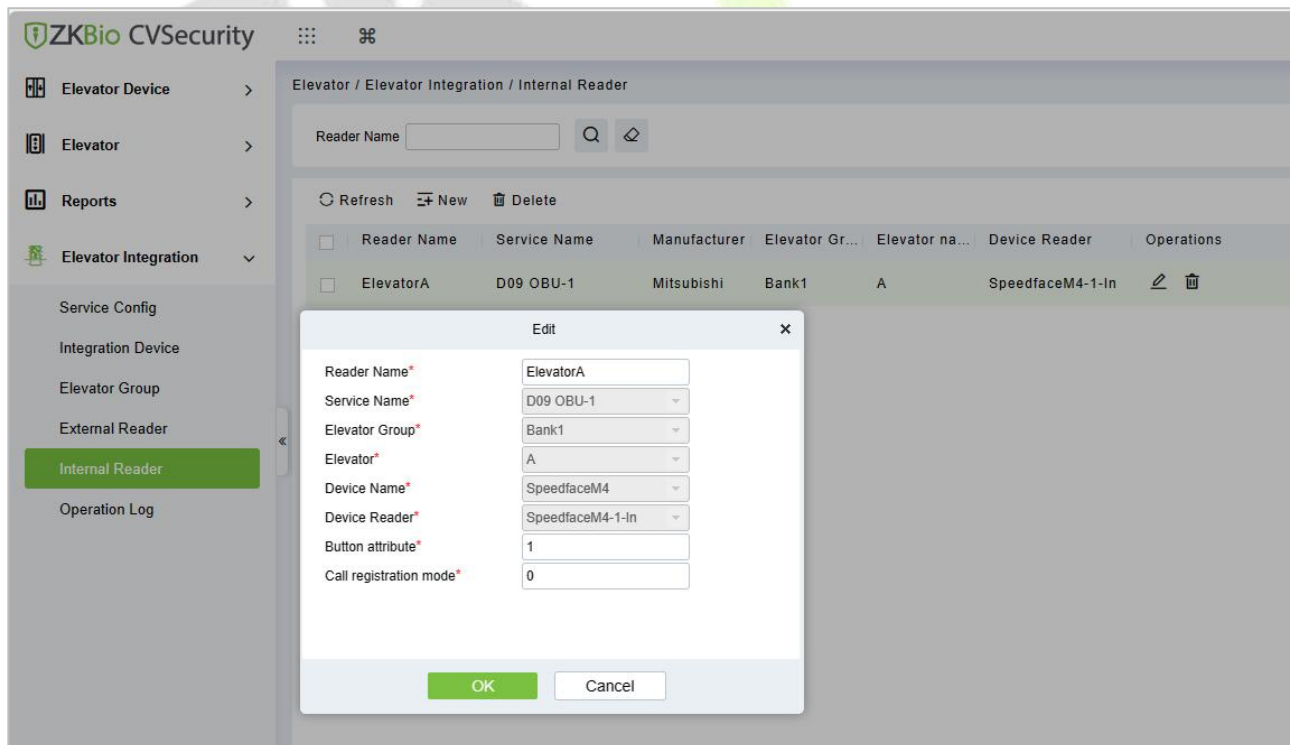 ZKBio CVSecurity
Elevator Device
Elevator
Reports
Elevator Integration
Service Config
Integration Device
Elevator Group
External Reader
Internal Reader
Operation Log
Elevator / Elevator Integration / Internal Reader
Reader Name
Refresh New Delete
Reader Name Service Name Manufacturer Elevator Gr... Elevator na... Device Reader Operations
ElevatorA D09 OBU-1 Mitsubishi Bank1 A SpeedfaceM4-1-In
Edit
Reader Name* ElevatorA
Service Name* D09 OBU-1
Elevator Group* Bank1
Elevator* A
Device Name* SpeedfaceM4
Device Reader* SpeedfaceM4-1-In
Button attribute* 1
Call registration mode* 0
OK Cancel